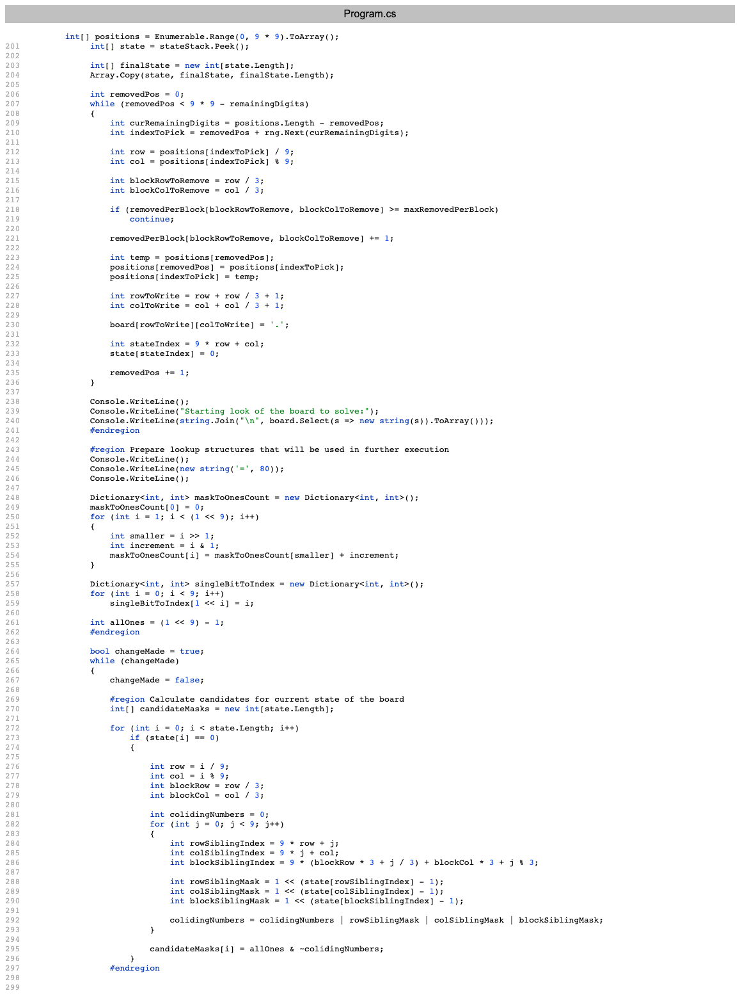 Program.cs
int[] positions = Enumerable.Range(0, 9 * 9).ToArray();
201 int[] state = stateStack.Peek();
202
203 int[] finalState = new int[state.Length];
204 Array.Copy(state, finalState, finalState.Length);
205
206 int removedPos = 0;
207 while (removedPos < 9 * 9 - remainingDigits)
208 {
209 int curRemainingDigits = positions.Length - removedPos;
210 int indexToPick = removedPos + rng.Next(curRemainingDigits);
211
212 int row = positions[indexToPick] / 9;
213 int col = positions[indexToPick] % 9;
214
215 int blockRowToRemove = row / 3;
216 int blockColToRemove = col / 3;
217
218 if (removedPerBlock[blockRowToRemove, blockColToRemove] >= maxRemovedPerBlock)
219 continue;
220
221 removedPerBlock[blockRowToRemove, blockColToRemove] += 1;
222
223 int temp = positions[removedPos];
224 positions[removedPos] = positions[indexToPick];
225 positions[indexToPick] = temp;
226
227 int rowToWrite = row + row / 3 + 1;
228 int colToWrite = col + col / 3 + 1;
229
230 board[rowToWrite][colToWrite] = '.';
231
232 int stateIndex = 9 * row + col;
233 state[stateIndex] = 0;
234
235 removedPos += 1;
236 }
237
238 Console.WriteLine();
239 Console.WriteLine("Starting look of the board to solve:");
240 Console.WriteLine(string.Join("\n", board.Select(s => new string(s)).ToArray()));
241 #endregion
242
243 #region Prepare lookup structures that will be used in further execution
244 Console.WriteLine();
245 Console.WriteLine(new string('=', 80));
246 Console.WriteLine();
247
248 Dictionary<int, int> maskToOnesCount = new Dictionary<int, int>();
249 maskToOnesCount[0] = 0;
250 for (int i = 1; i < (1 << 9); i++)
251 {
252 int smaller = i >> 1;
253 int increment = i & 1;
254 maskToOnesCount[i] = maskToOnesCount[smaller] + increment;
255 }
256
257 Dictionary<int, int> singleBitToIndex = new Dictionary<int, int>();
258 for (int i = 0; i < 9; i++)
259 singleBitToIndex[1 << i] = i;
260
261 int allOnes = (1 << 9) - 1;
262 #endregion
263
264 bool changeMade = true;
265 while (changeMade)
266 {
267 changeMade = false;
268
269 #region Calculate candidates for current state of the board
270 int[] candidateMasks = new int[state.Length];
271
272 for (int i = 0; i < state.Length; i++)
273 if (state[i] == 0)
274 {
275
276 int row = i / 9;
277 int col = i % 9;
278 int blockRow = row / 3;
279 int blockCol = col / 3;
280
281 int colidingNumbers = 0;
282 for (int j = 0; j < 9; j++)
283 {
284 int rowSiblingIndex = 9 * row + j;
285 int colSiblingIndex = 9 * j + col;
286 int blockSiblingIndex = 9 * (blockRow * 3 + j / 3) + blockCol * 3 + j % 3;
287
288 int rowSiblingMask = 1 << (state[rowSiblingIndex] - 1);
289 int colSiblingMask = 1 << (state[colSiblingIndex] - 1);
290 int blockSiblingMask = 1 << (state[blockSiblingIndex] - 1);
291
292 colidingNumbers = colidingNumbers | rowSiblingMask | colSiblingMask | blockSiblingMask;
293 }
294
295 candidateMasks[i] = allOnes & ~colidingNumbers;
296 }
297 #endregion
298
299